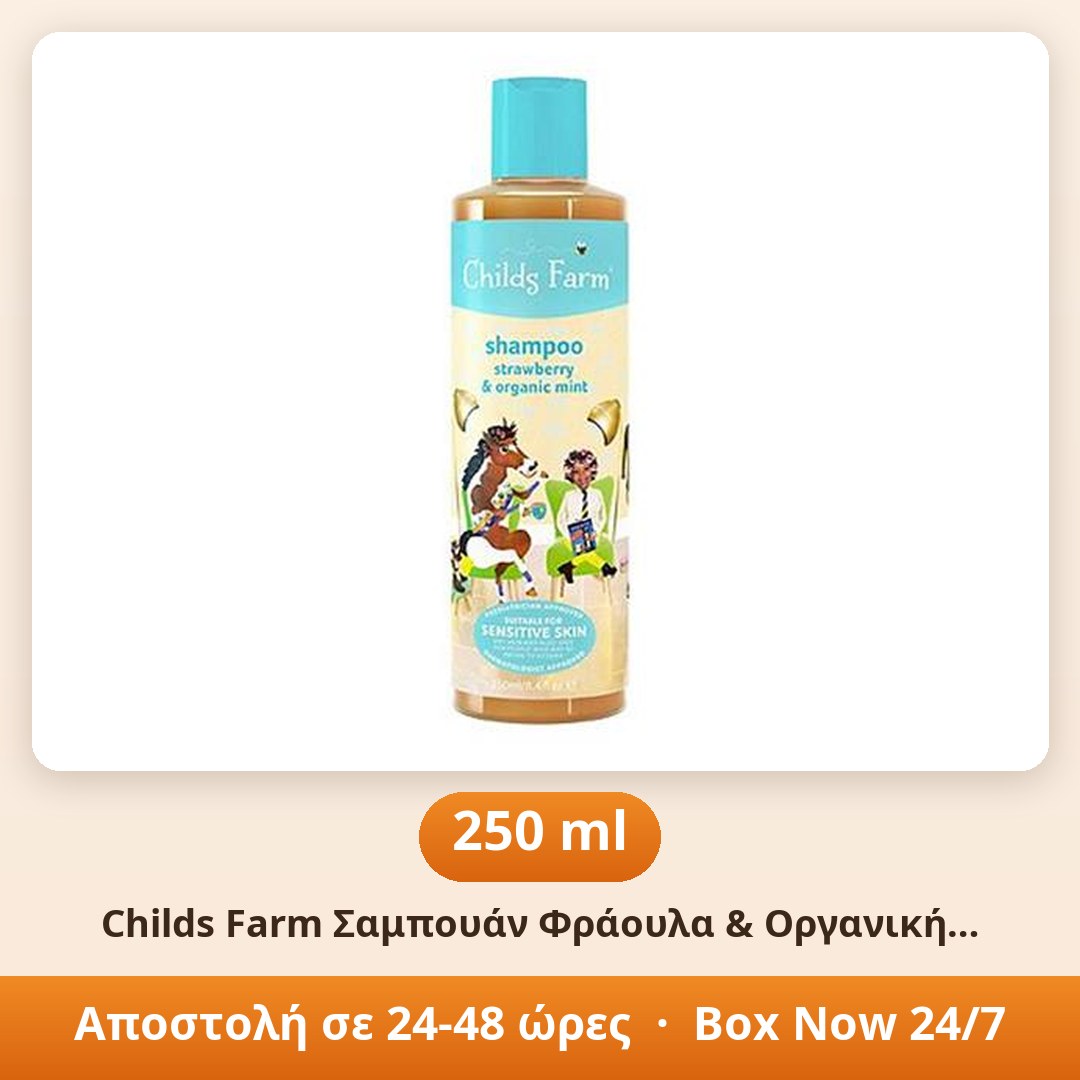 Childs Farm
shampoo
strawberry
& organic mint
SUITABLE FOR
SENSITIVE SKIN
250 ml
Childs Farm Σαμπουάν Φράουλα & Οργανική...
Αποστολή σε 24-48 ώρες · Box Now 24/7